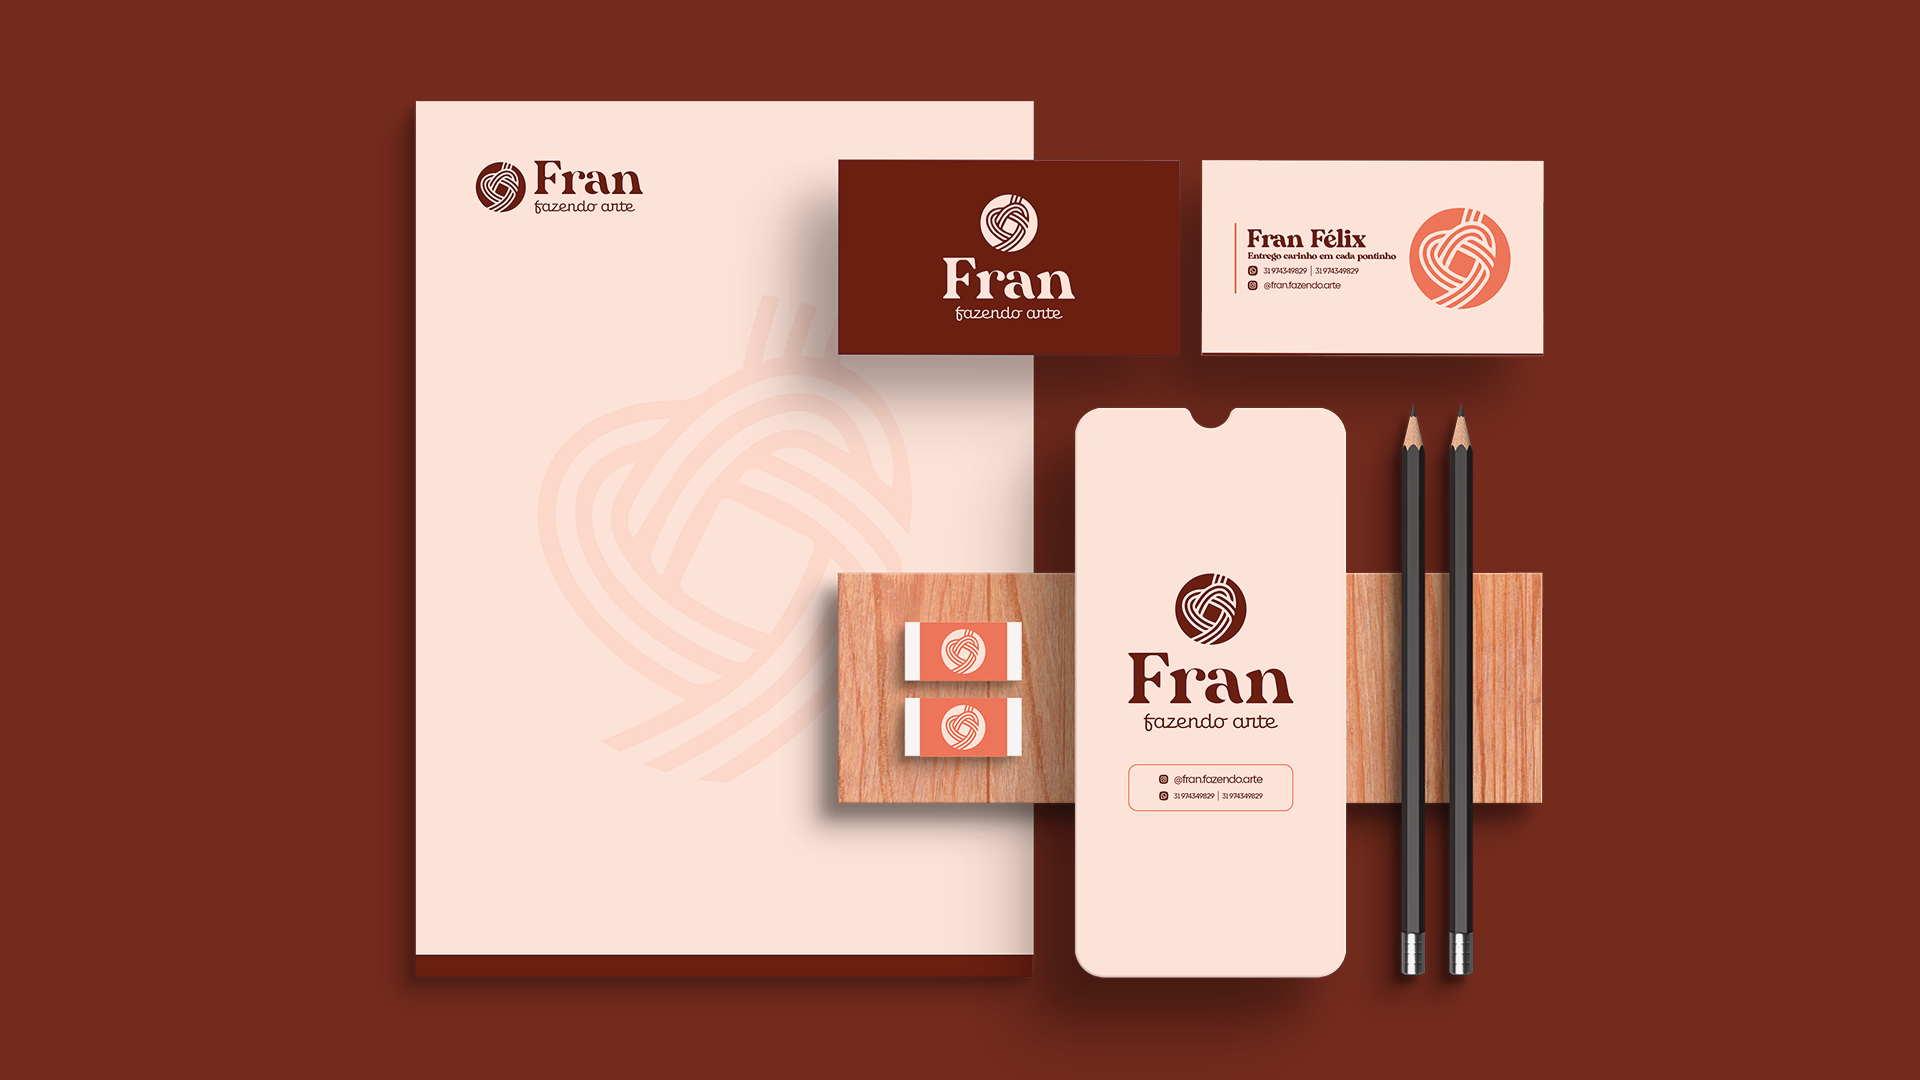 Fran
fazendo arte
Fran
fazendo arte
Fran Félix
Entrego carinho em cada pontinho
31974349829 | 31974349829
@fran.fazendo.arte
Fran
fazendo arte
@fran.fazendo.arte
31974349829 | 31974349829